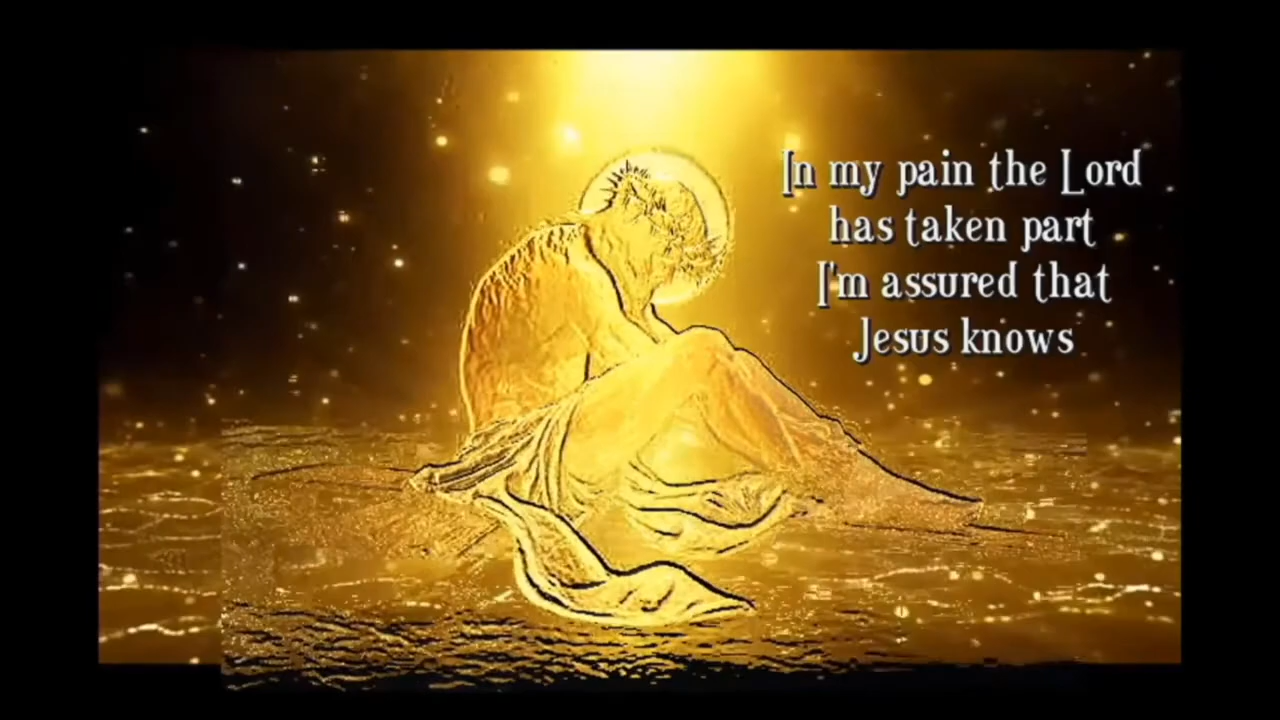 In my pain the Lord
has taken part
I'm assured that
Jesus knows